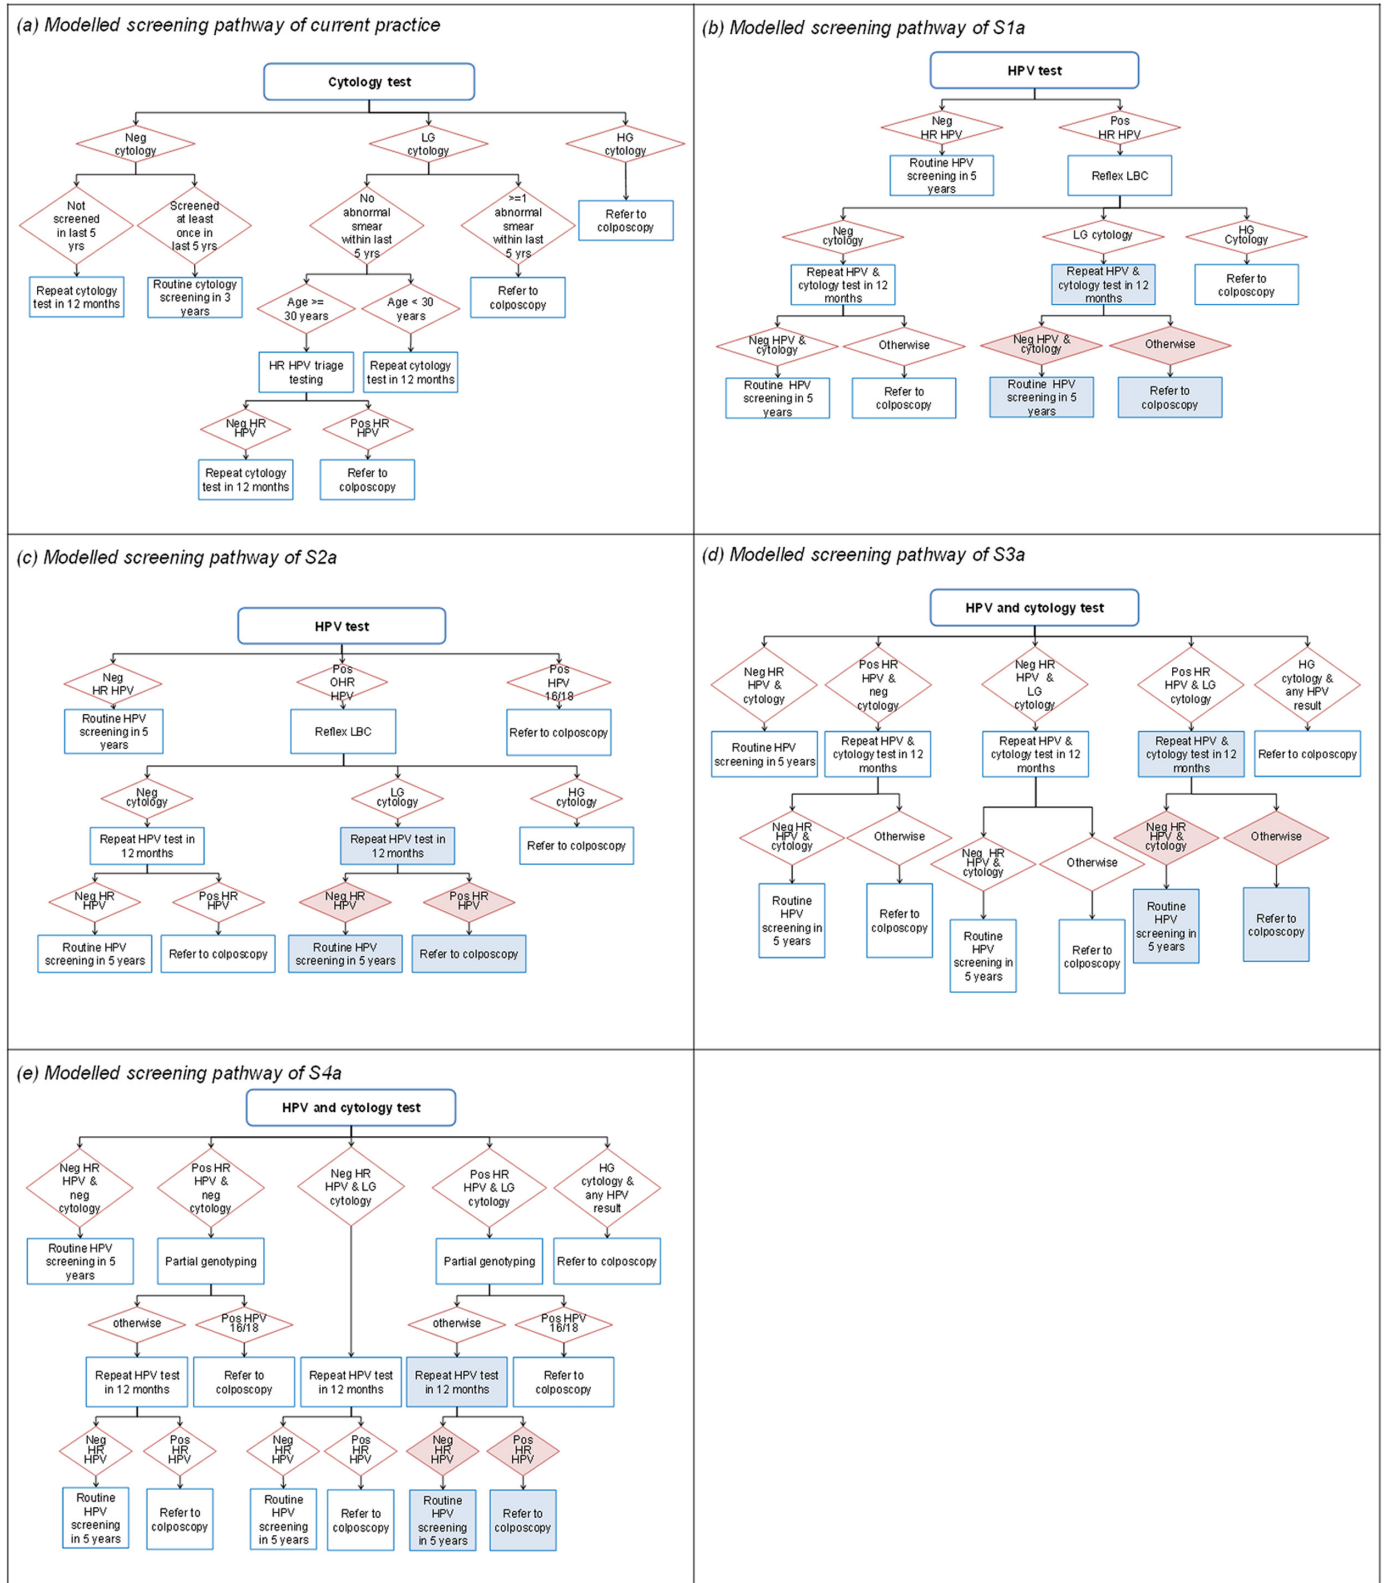 (a) Modelled screening pathway of current practice
Cytology test
Neg
cytology
LG
cytology
HG
cytology
Not
screened
in last 5
yrs
Screened
at least
once in
last 5 yrs
No
abnormal
smear
within last
5 yrs
>=1
abnormal
smear
within last
5 yrs
Refer to
colposcopy
Repeat cytology
test in 12 months
Routine cytology
screening in 3
years
Age >=
30 years
Age < 30
years
Refer to
colposcopy
HR HPV triage
testing
Repeat cytology
test in 12 months
Neg HR
HPV
Pos HR
HPV
Repeat cytology
test in 12 months
Refer to
colposcopy
(b) Modelled screening pathway of S1a
HPV test
Neg
HR HPV
Pos
HR HPV
Routine HPV
screening in 5
years
Reflex LBC
Neg
cytology
LG cytology
HG
Cytology
Repeat HPV &
cytology test in 12
months
Repeat HPV &
cytology test in 12
months
Refer to
colposcopy
Neg HPV &
cytology
Otherwise
Neg HPV &
cytology
Otherwise
Routine HPV
screening in 5
years
Refer to
colposcopy
Routine HPV
screening in 5
years
Refer to
colposcopy
(c) Modelled screening pathway of S2a
HPV test
Neg
HR HPV
Pos
OHR
HPV
Pos
HPV
16/18
Routine HPV
screening in 5
years
Reflex LBC
Refer to colposcopy
Neg
cytology
LG
cytology
HG
cytology
Repeat HPV test in
12 months
Repeat HPV test in
12 months
Refer to colposcopy
Neg HR
HPV
Pos HR
HPV
Neg HR
HPV
Pos HR
HPV
Routine HPV
screening in 5 years
Refer to colposcopy
Routine HPV
screening in 5 years
Refer to colposcopy
(d) Modelled screening pathway of S3a
HPV and cytology test
Neg HR
HPV &
cytology
Pos HR
HPV &
neg
cytology
Neg HR
HPV &
LG
cytology
Pos HR
HPV & LG
cytology
HG
cytology &
any HPV
result
Routine HPV
screening in 5 years
Repeat HPV &
cytology test in 12
months
Repeat HPV &
cytology test in 12
months
Repeat HPV &
cytology test in 12
months
Refer to colposcopy
Neg HR
HPV &
cytology
Otherwise
Neg HR
HPV &
cytology
Otherwise
Neg HR
HPV &
cytology
Otherwise
Routine
HPV
screening in
5 years
Refer to
colposcopy
Routine
HPV
screening in
5 years
Refer to
colposcopy
Routine
HPV
screening in
5 years
Refer to
colposcopy
(e) Modelled screening pathway of S4a
HPV and cytology test
Neg HR
HPV &
neg
cytology
Pos HR
HPV &
neg
cytology
Neg HR
HPV & LG
cytology
Pos HR
HPV & LG
cytology
HG
cytology &
any HPV
result
Routine HPV
screening in 5
years
Partial genotyping
Partial genotyping
Refer to colposcopy
otherwise
Pos HPV
16/18
otherwise
Pos HPV
16/18
Repeat HPV test
in 12 months
Refer to
colposcopy
Repeat HPV test
in 12 months
Repeat HPV test
in 12 months
Refer to
colposcopy
Neg
HR
HPV
Pos
HR
HPV
Neg
HR
HPV
Pos
HR
HPV
Neg
HR
HPV
Pos
HR
HPV
Routine
HPV
screening
in 5 years
Refer to
colposcopy
Routine
HPV
screening
in 5 years
Refer to
colposcopy
Routine
HPV
screening
in 5 years
Refer to
colposcopy